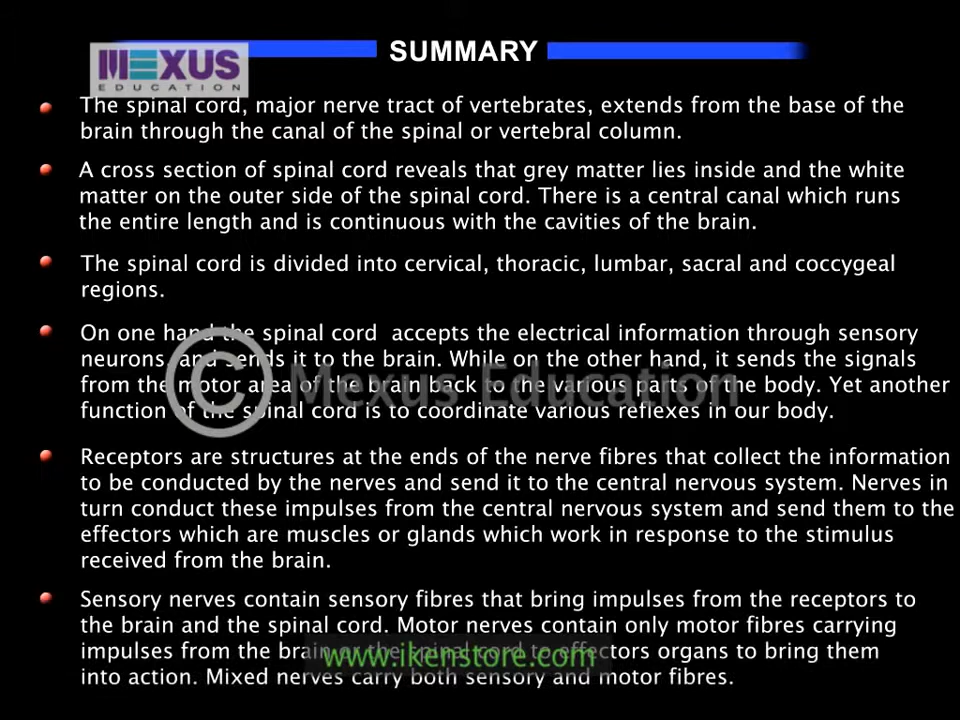 SUMMARY
MEXUS
EDUCATION
The spinal cord, major nerve tract of vertebrates, extends from the base of the
brain through the canal of the spinal or vertebral column.
A cross section of spinal cord reveals that grey matter lies inside and the white
matter on the outer side of the spinal cord. There is a central canal which runs
the entire length and is continuous with the cavities of the brain.
The spinal cord is divided into cervical, thoracic, lumbar, sacral and coccygeal
regions.
On one hand the spinal cord accepts the electrical information through sensory
neurons and sends it to the brain. While on the other hand, it sends the signals
from the motor area of the brain back to the various parts of the body. Yet another
function of the spinal cord is to coordinate various reflexes in our body.
© Mexus Education
Receptors are structures at the ends of the nerve fibres that collect the information
to be conducted by the nerves and send it to the central nervous system. Nerves in
turn conduct these impulses from the central nervous system and send them to the
effectors which are muscles or glands which work in response to the stimulus
received from the brain.
Sensory nerves contain sensory fibres that bring impulses from the receptors to
the brain and the spinal cord. Motor nerves contain only motor fibres carrying
impulses from the brain or the spinal cord to effectors organs to bring them
into action. Mixed nerves carry both sensory and motor fibres.
www.ikenstore.com